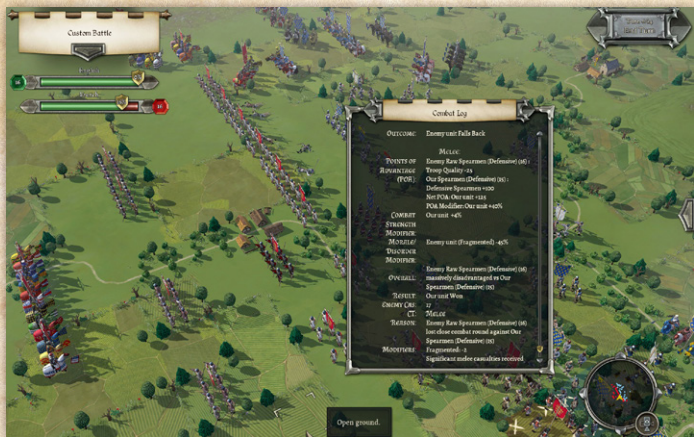 Custom Battle
Combat Log
Outcome: Enemy unit Falls Back
Melee:
Points of Enemy Raw Spearmen (Defensive) (16) :
Advantage Troop Quality -25
(POA): Our Spearmen (Defensive) (15) :
Defensive Spearmen +100
Net POA: Our unit +125
POA Modifier: Our unit +40%
Combat Our unit +4%
Strength
Modifier
Morale/ Enemy unit (Fragmented) -45%
Disorder
Modifier
Enemy Raw Spearmen (Defensive) (16)
Overall: massively disadvantaged vs Our
Spearmen (Defensive) (15)
Result: Our unit Won
Enemy Cas: 17
CT: Melee
Reason: Enemy Raw Spearmen (Defensive) (16)
lost close combat round against Our
Spearmen (Defensive) (15)
Modifiers Fragmented: -2
Significant melee casualties received
Open ground.